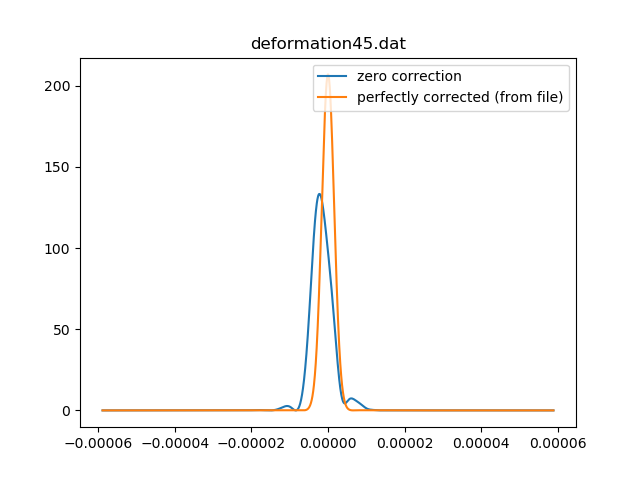 deformation45.dat
zero correction
perfectly corrected (from file)
200
150
100
50
0
−0.00006 −0.00004 −0.00002 0.00000 0.00002 0.00004 0.00006